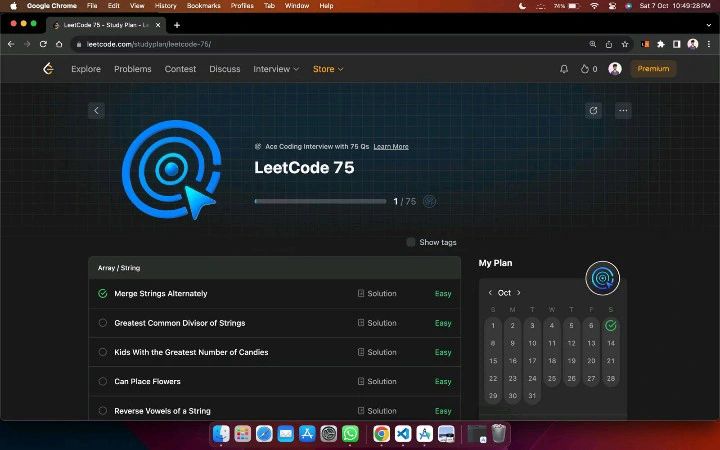 Google Chrome File Edit View History Bookmarks Profiles Tab Window Help 74% Sat 7 Oct 10:49:28 PM
LeetCode 75 - Study Plan - Le
leetcode.com/studyplan/leetcode-75/
Explore Problems Contest Discuss Interview Store 0 Premium
Ace Coding Interview with 75 Qs Learn More
LeetCode 75
1 / 75
Show tags
Array / String
Merge Strings Alternately Solution Easy
Greatest Common Divisor of Strings Solution Easy
Kids With the Greatest Number of Candies Solution Easy
Can Place Flowers Solution Easy
Reverse Vowels of a String Solution Easy
My Plan
Oct
S M T W T F S
1 2 3 4 5 6
8 9 10 11 12 13 14
15 16 17 18 19 20 21
22 23 24 25 26 27 28
29 30 31